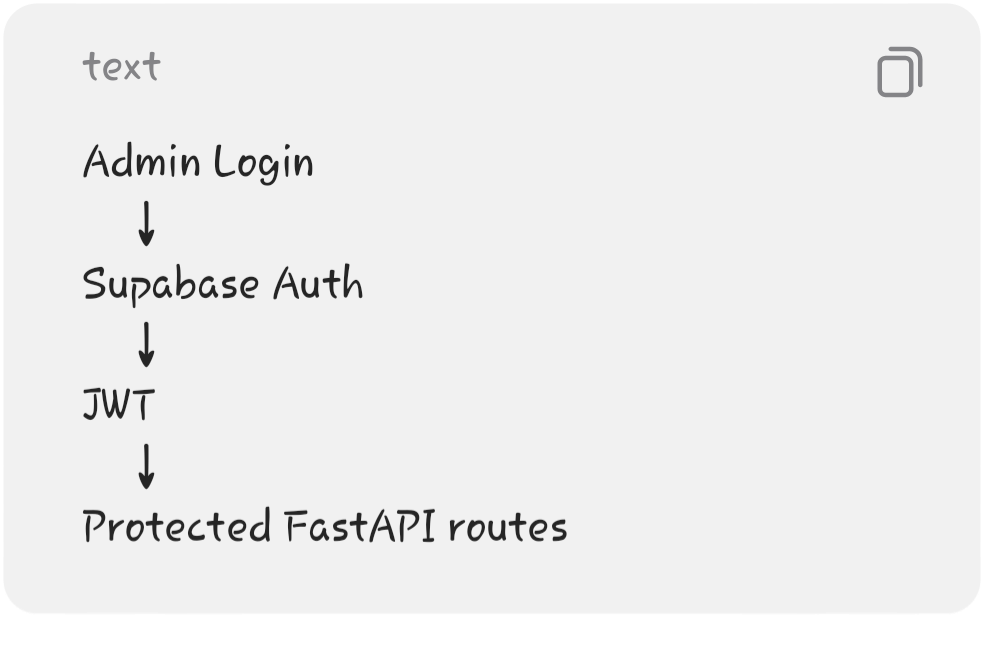 text
Admin Login
↓
Supabase Auth
↓
JWT
↓
Protected FastAPI routes